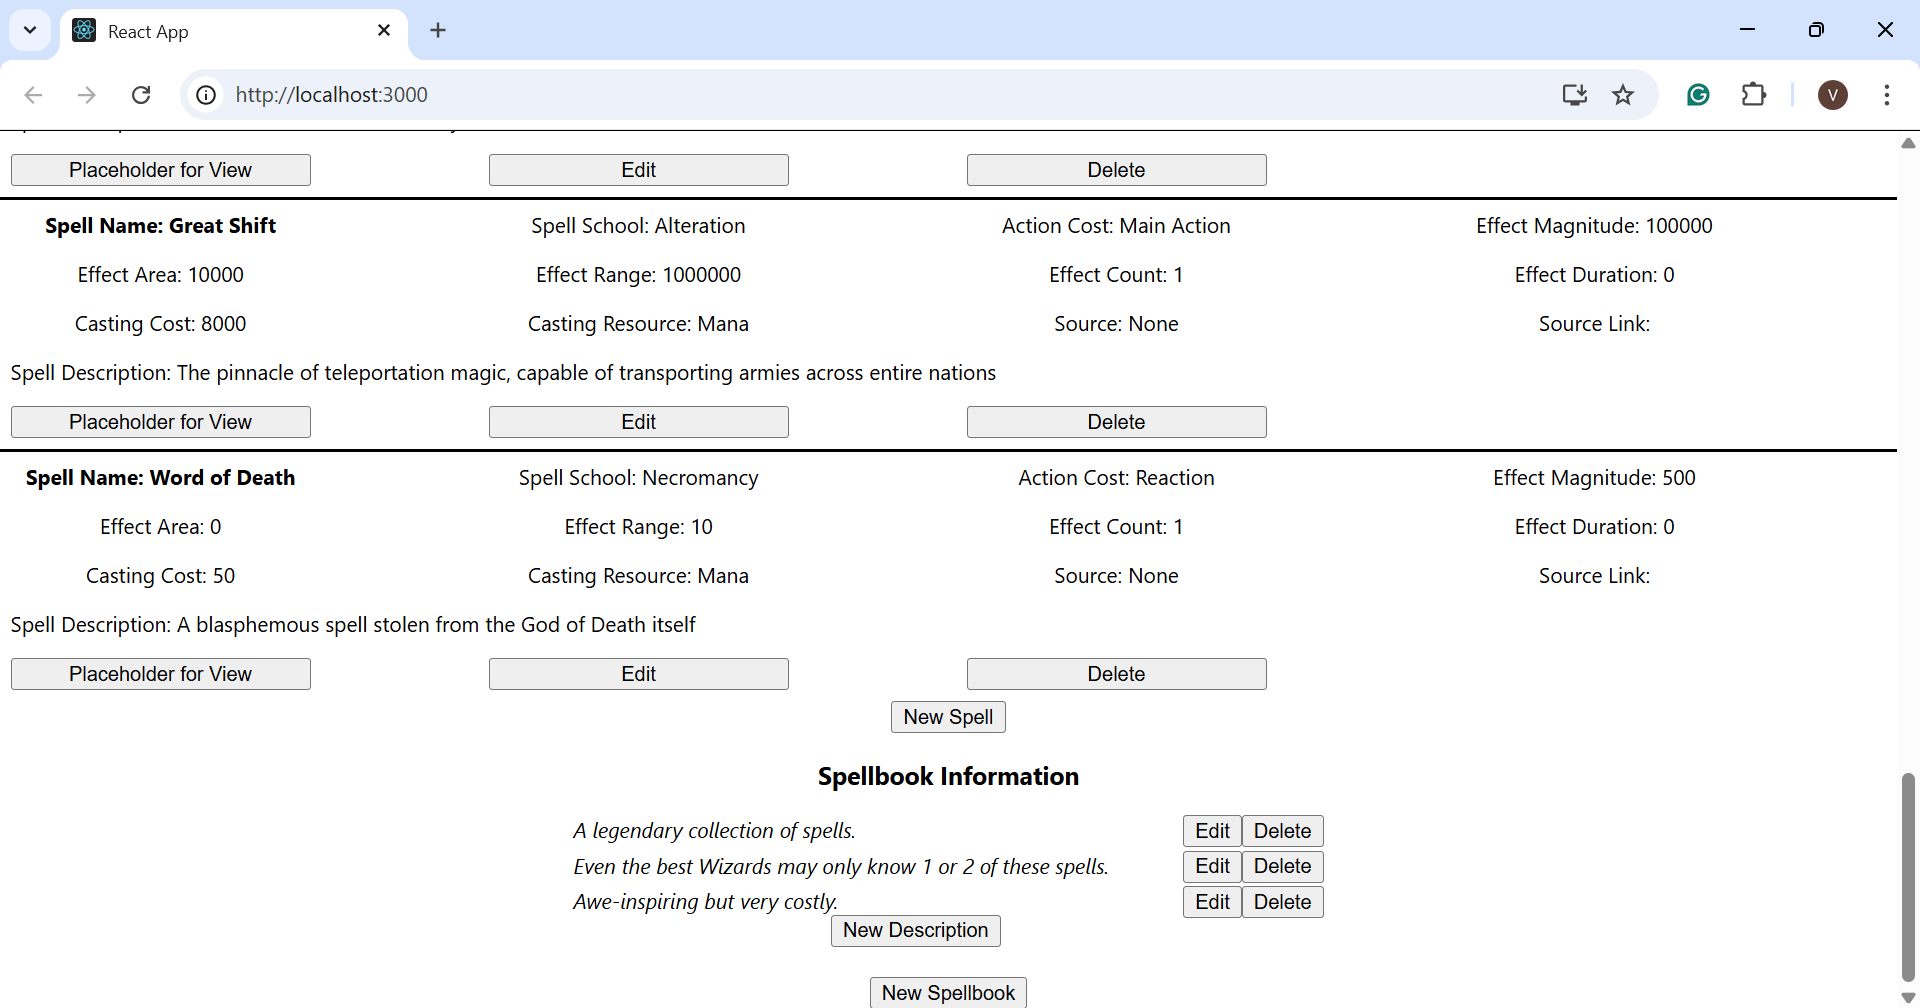 React App
http://localhost:3000
V
Placeholder for View Edit Delete
Spell Name: Great Shift Spell School: Alteration Action Cost: Main Action Effect Magnitude: 100000
Effect Area: 10000 Effect Range: 1000000 Effect Count: 1 Effect Duration: 0
Casting Cost: 8000 Casting Resource: Mana Source: None Source Link:
Spell Description: The pinnacle of teleportation magic, capable of transporting armies across entire nations
Placeholder for View Edit Delete
Spell Name: Word of Death Spell School: Necromancy Action Cost: Reaction Effect Magnitude: 500
Effect Area: 0 Effect Range: 10 Effect Count: 1 Effect Duration: 0
Casting Cost: 50 Casting Resource: Mana Source: None Source Link:
Spell Description: A blasphemous spell stolen from the God of Death itself
Placeholder for View Edit Delete
New Spell
Spellbook Information
A legendary collection of spells. Edit Delete
Even the best Wizards may only know 1 or 2 of these spells. Edit Delete
Awe-inspiring but very costly. Edit Delete
New Description
New Spellbook